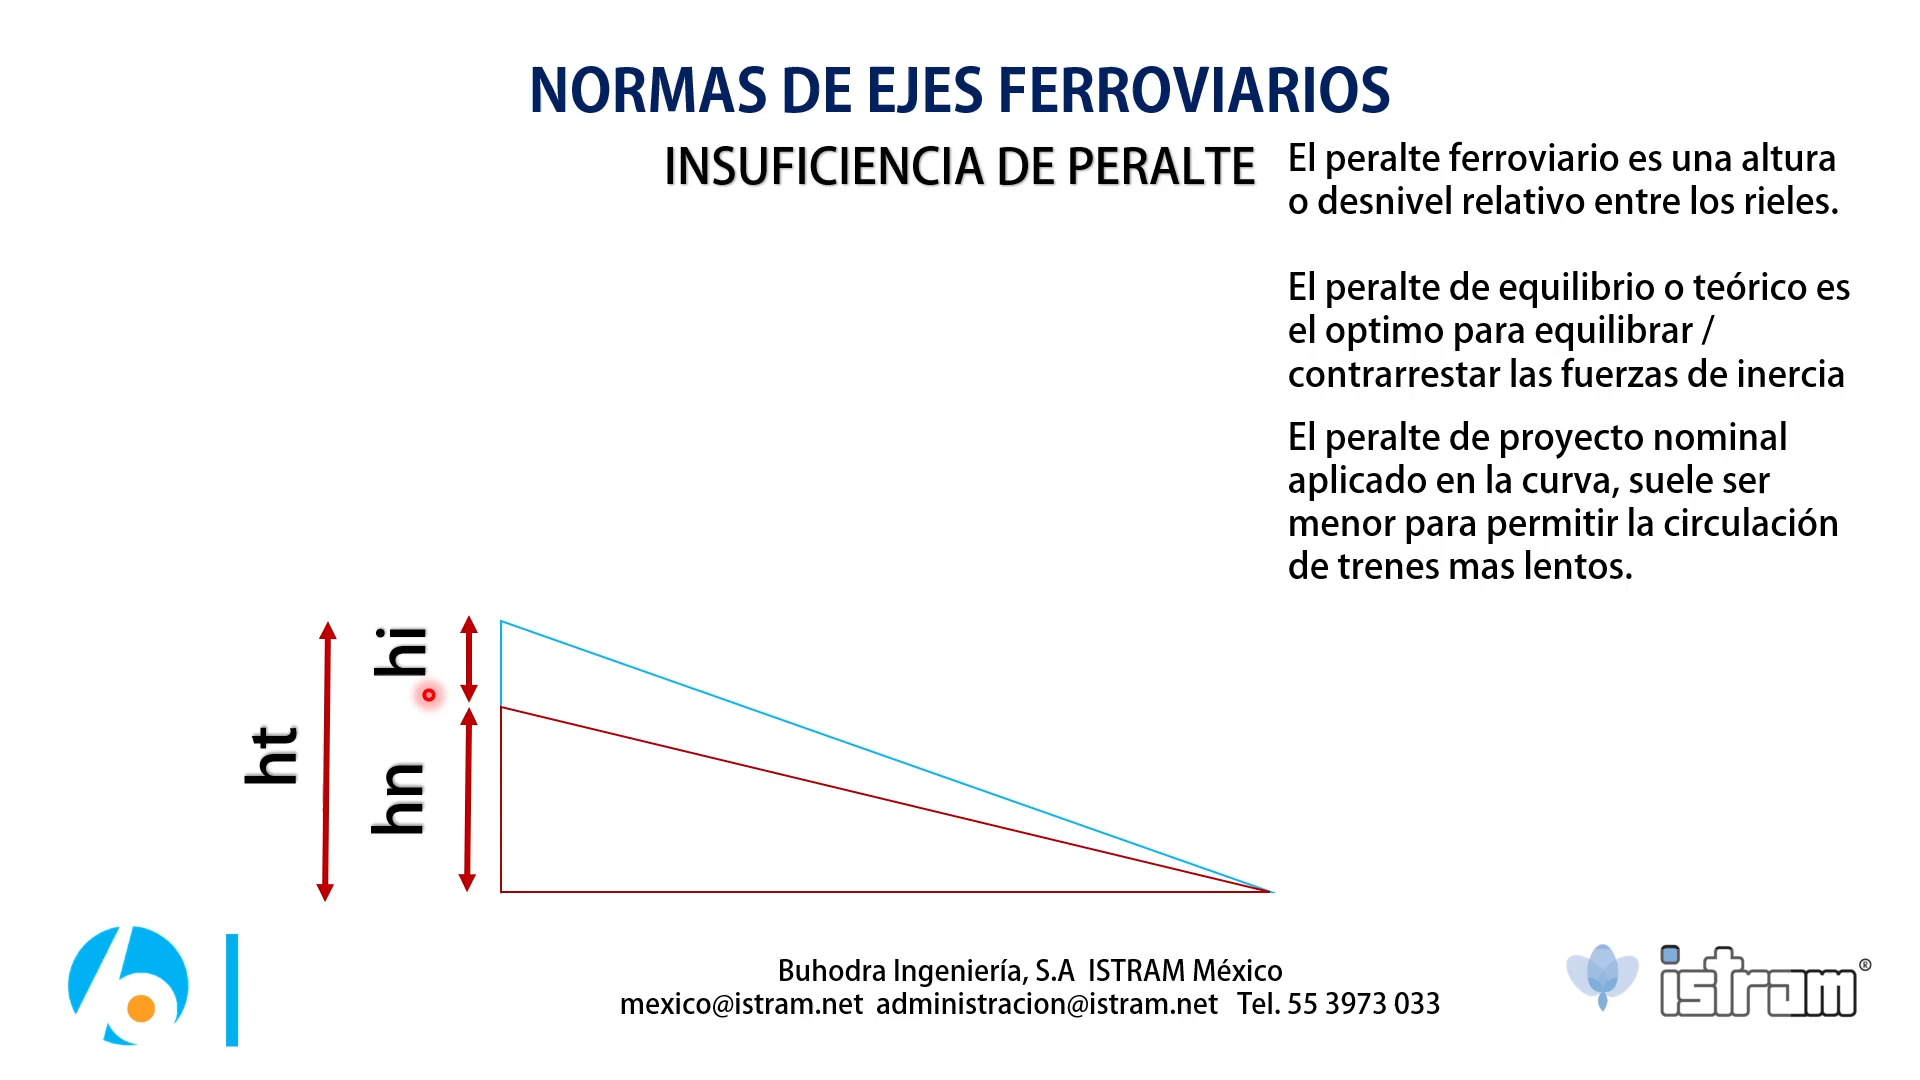 NORMAS DE EJES FERROVIARIOS
INSUFICIENCIA DE PERALTE
El peralte ferroviario es una altura
o desnivel relativo entre los rieles.
El peralte de equilibrio o teórico es
el optimo para equilibrar /
contrarrestar las fuerzas de inercia
El peralte de proyecto nominal
aplicado en la curva, suele ser
menor para permitir la circulación
de trenes mas lentos.
ht
hi
hn
Buhodra Ingeniería, S.A  ISTRAM México
mexico@istram.net  administracion@istram.net   Tel. 55 3973 033
istram®